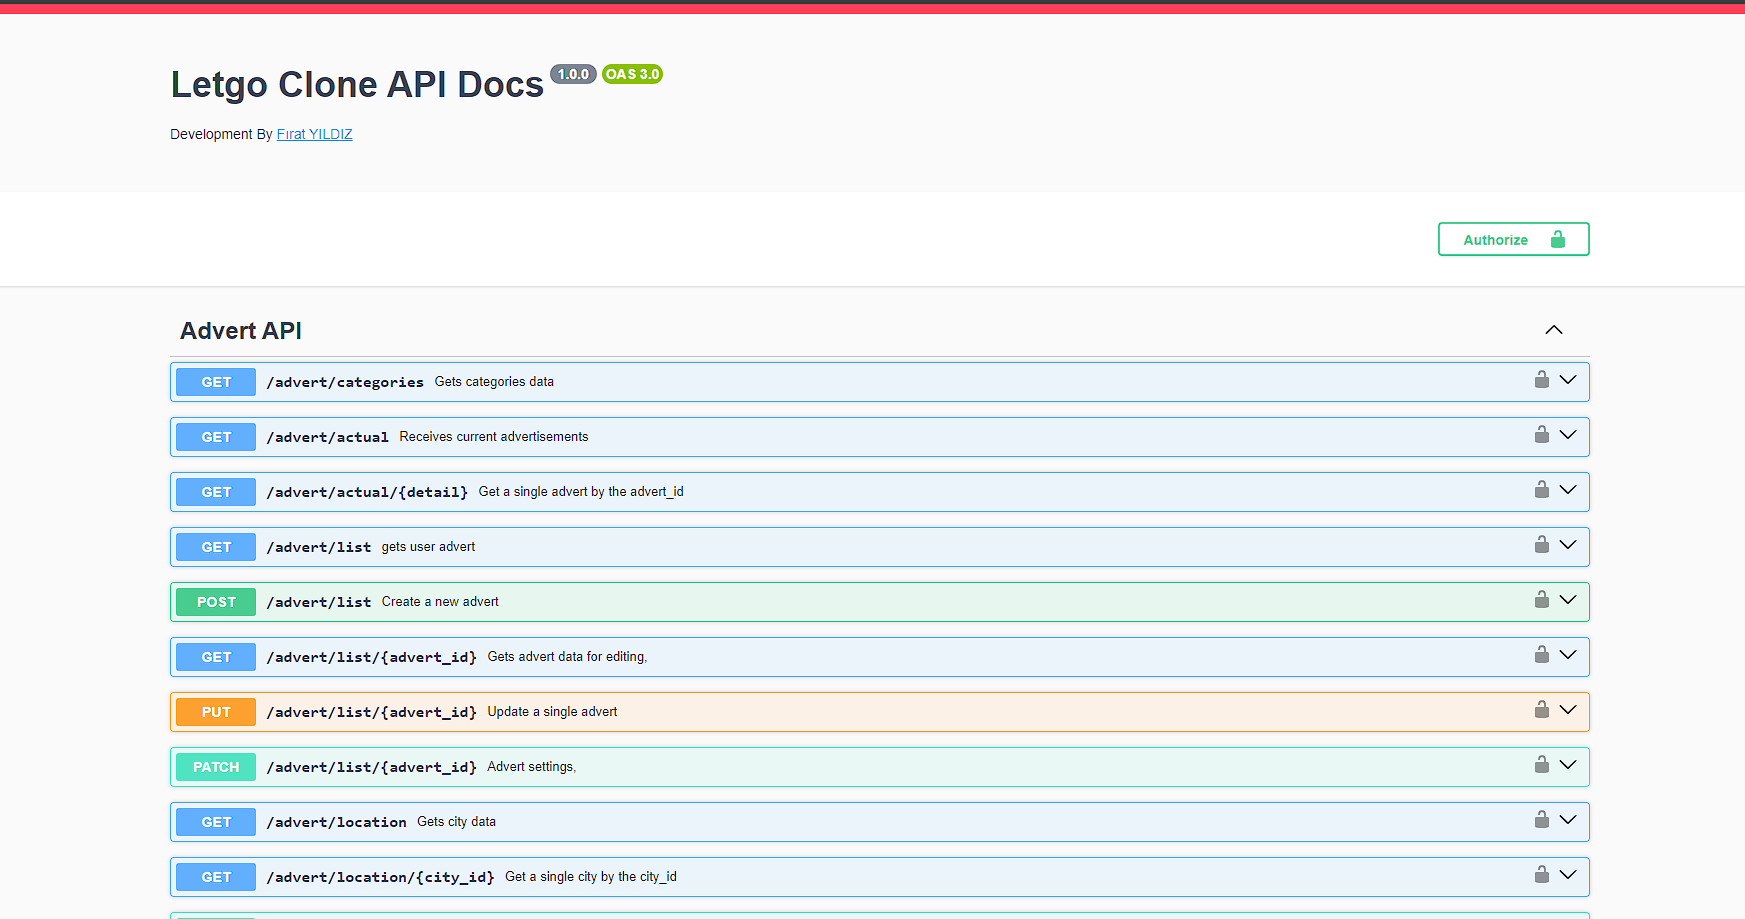 Letgo Clone API Docs 1.0.0 OAS 3.0
Development By Fırat YILDIZ
Authorize
Advert API
GET /advert/categories Gets categories data
GET /advert/actual Receives current advertisements
GET /advert/actual/{detail} Get a single advert by the advert_id
GET /advert/list gets user advert
POST /advert/list Create a new advert
GET /advert/list/{advert_id} Gets advert data for editing,
PUT /advert/list/{advert_id} Update a single advert
PATCH /advert/list/{advert_id} Advert settings,
GET /advert/location Gets city data
GET /advert/location/{city_id} Get a single city by the city_id